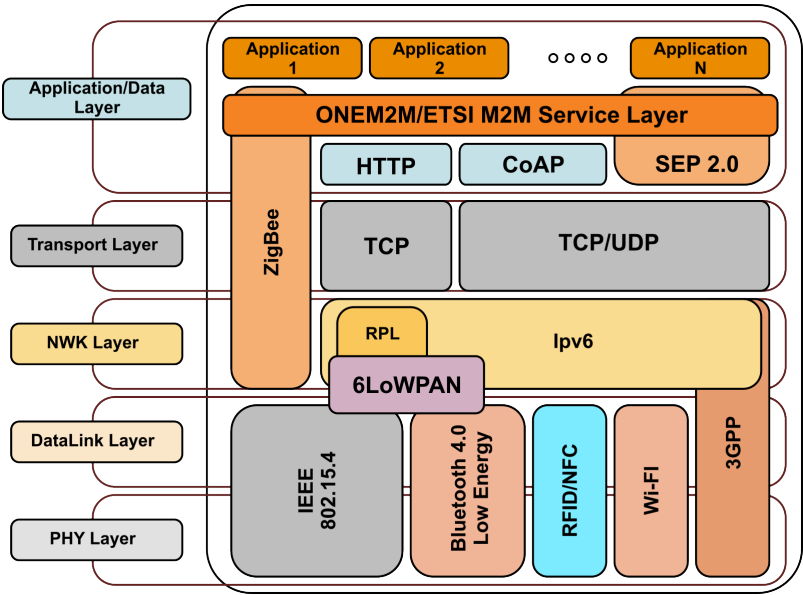 Application
1
Application
2
Application
N
Application/Data
Layer
ONEM2M/ETSI M2M Service Layer
HTTP
CoAP
SEP 2.0
ZigBee
Transport Layer
TCP
TCP/UDP
NWK Layer
RPL
Ipv6
6LoWPAN
DataLink Layer
IEEE
802.15.4
Bluetooth 4.0
Low Energy
RFID/NFC
Wi-FI
3GPP
PHY Layer